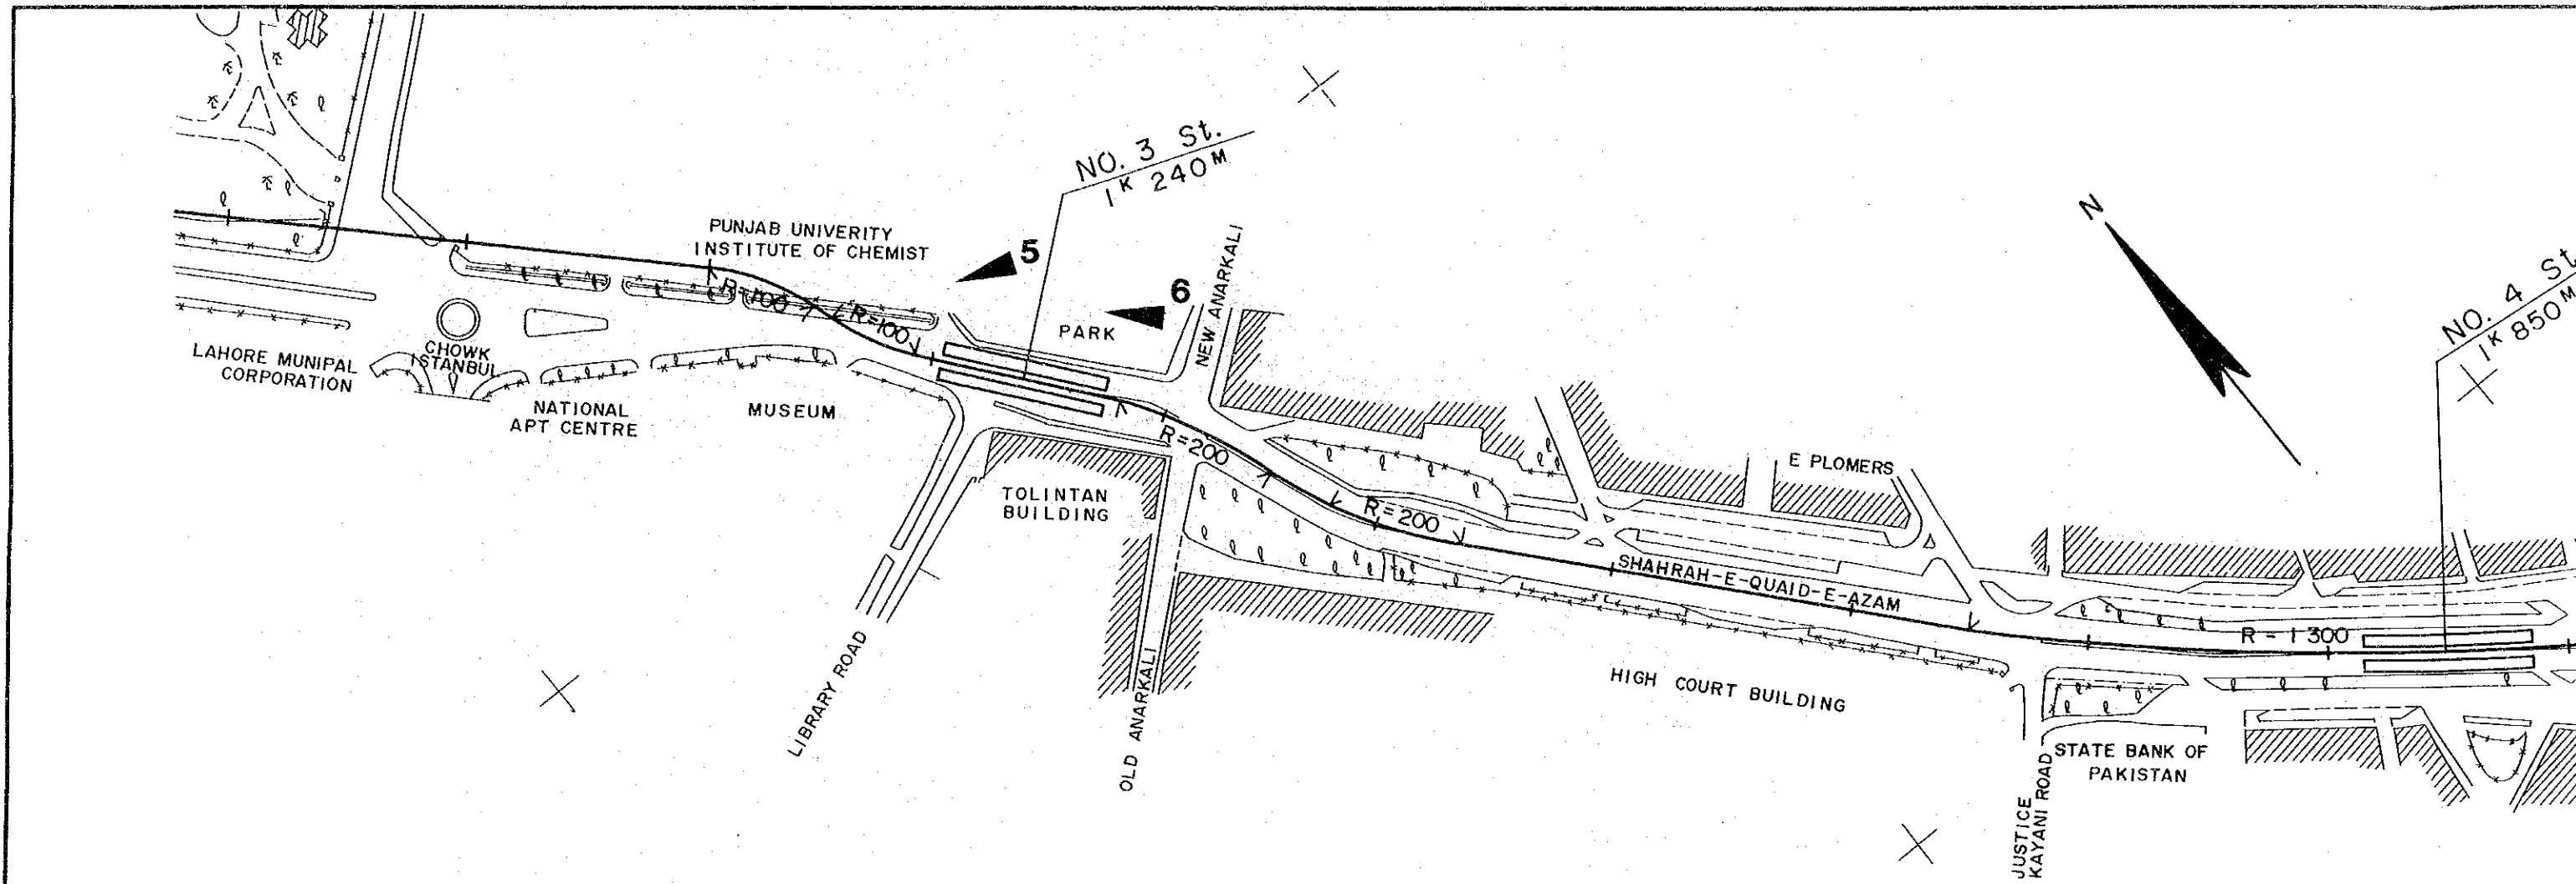 NO. 3 St.
1K 240M
PUNJAB UNIVERITY
INSTITUTE OF CHEMIST
5
6
NEW ANARKALI
PARK
N
NO. 4 St
1K 850M
R=100
R=100
LAHORE MUNIPAL
CORPORATION
CHOWK
ISTANBUL
NATIONAL
APT CENTRE
MUSEUM
R=200
TOLINTAN
BUILDING
R=200
E PLOMERS
SHAHRAH-E-QUAID-E-AZAM
R=1300
LIBRARY ROAD
OLD ANARKALI
HIGH COURT BUILDING
JUSTICE
KAYANI ROAD
STATE BANK OF
PAKISTAN